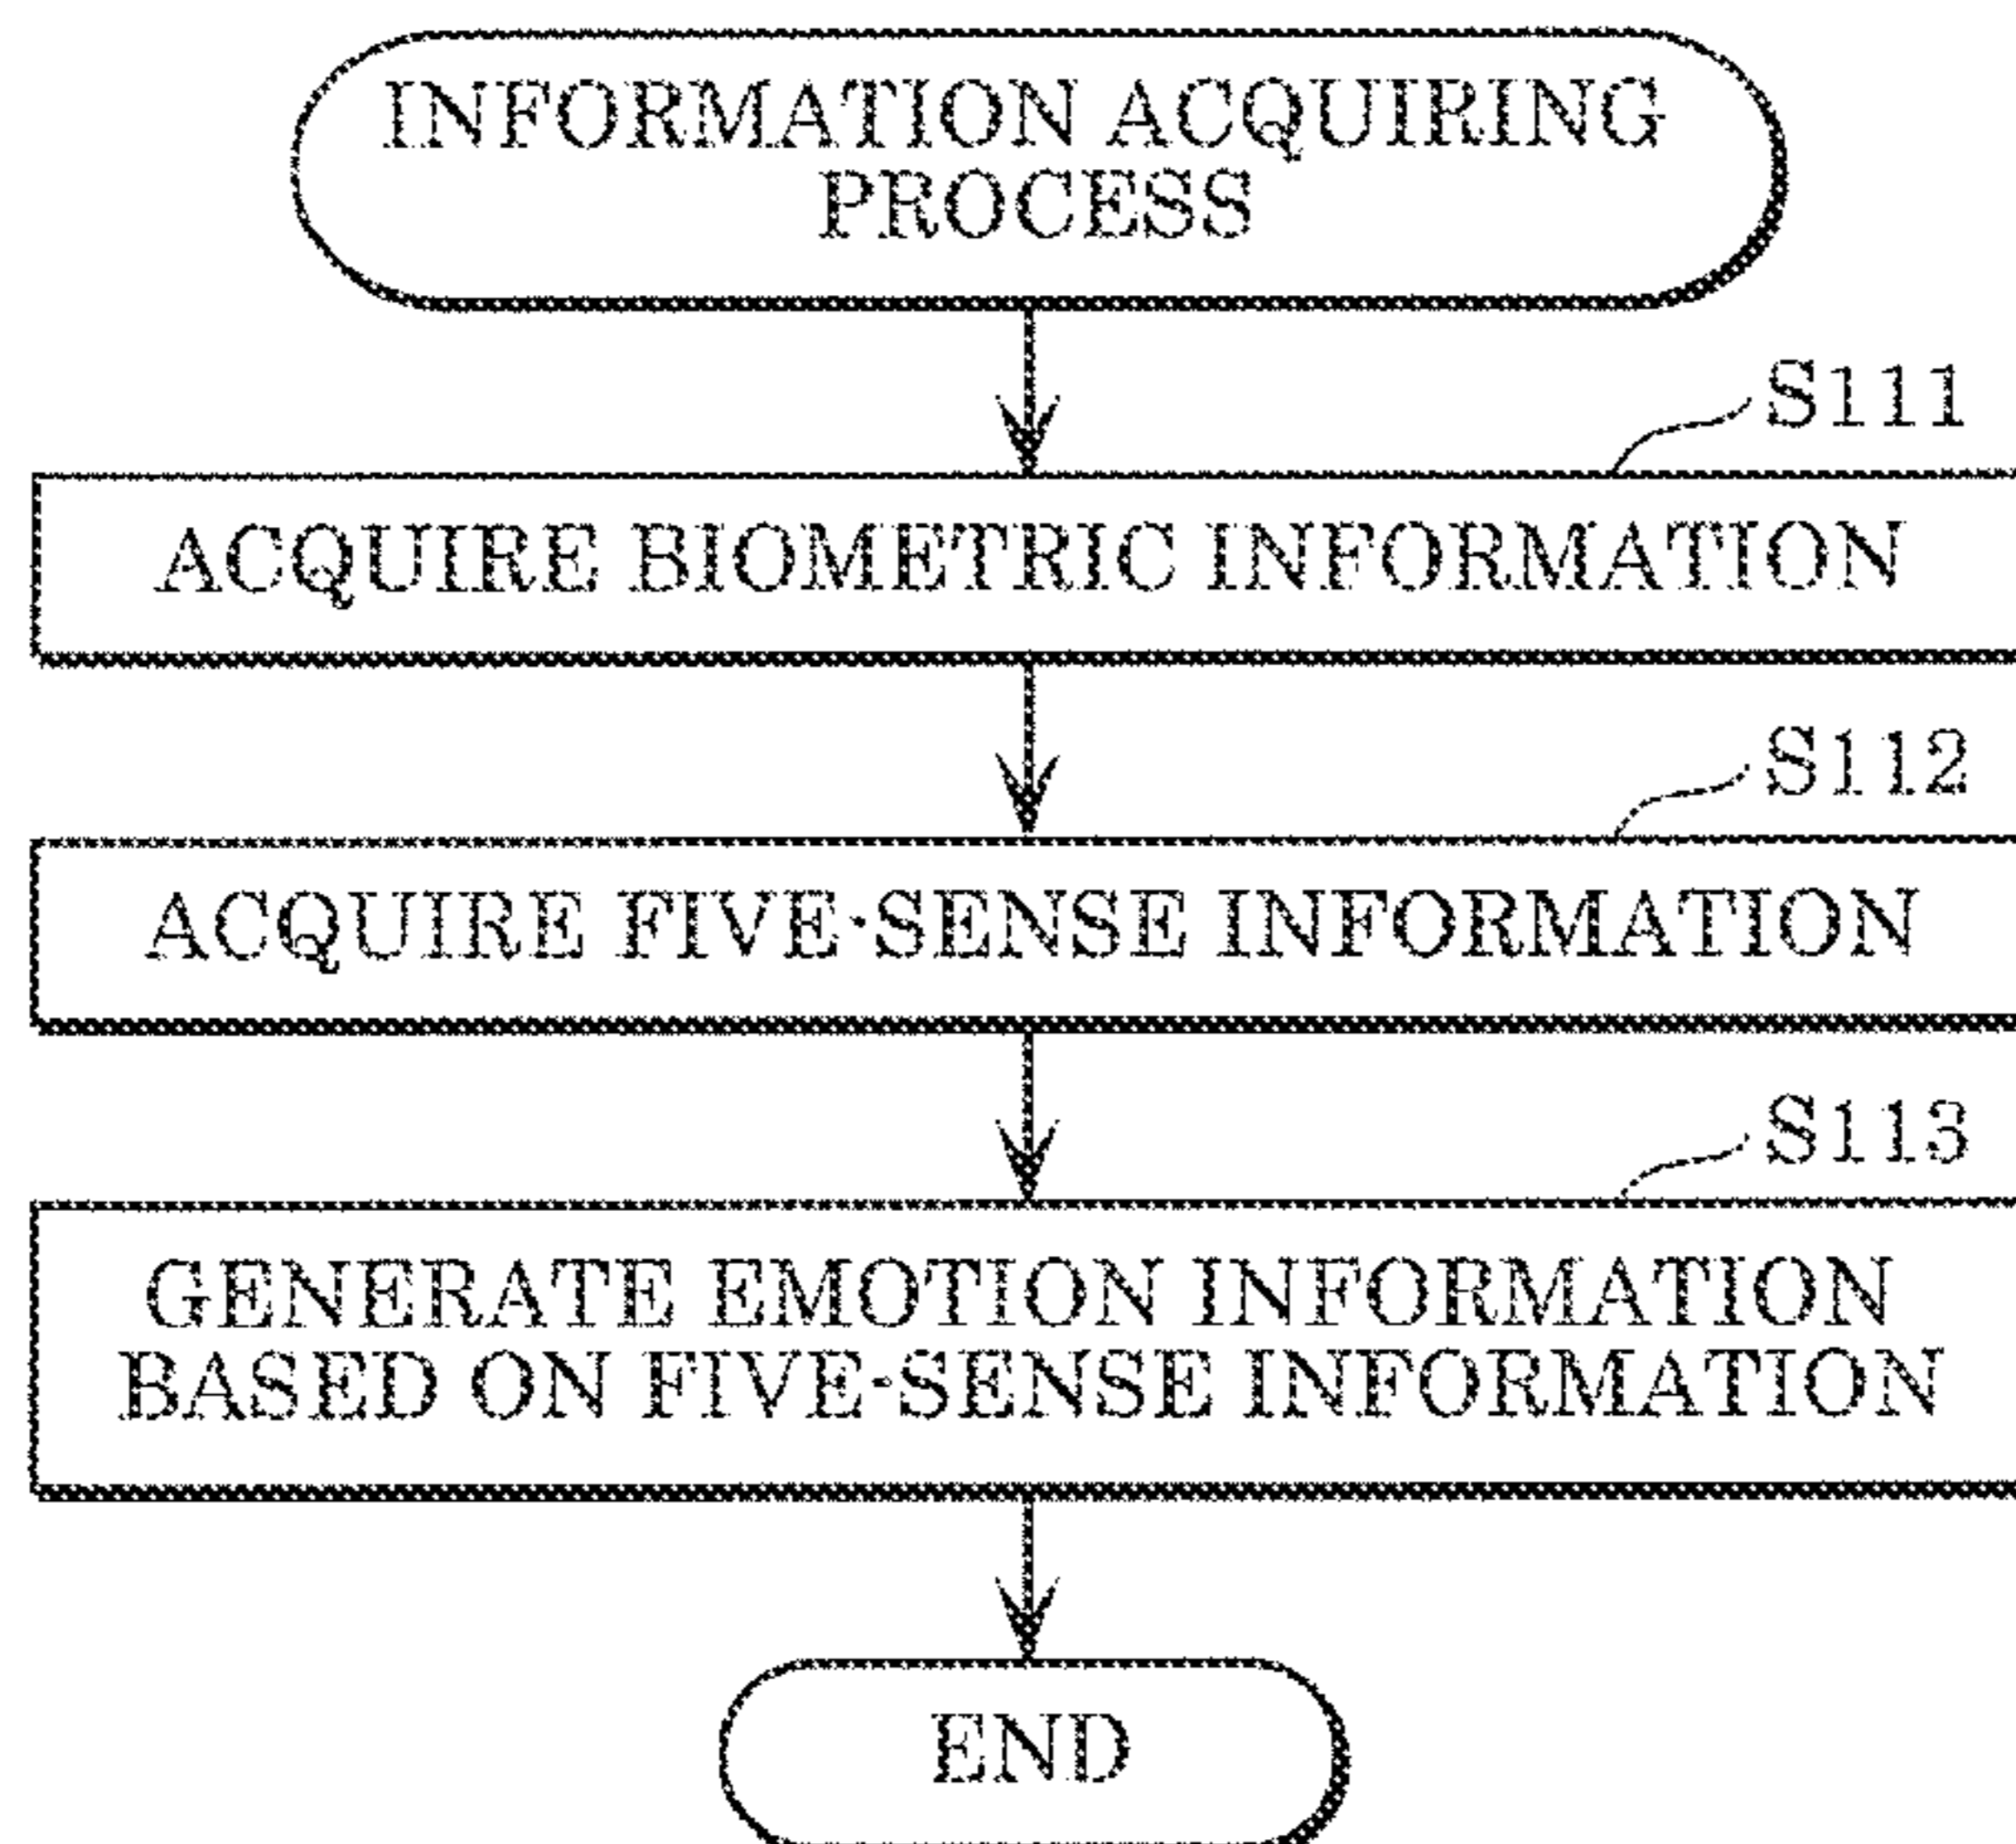 INFORMATION ACQUIRING
PROCESS
S111
ACQUIRE BIOMETRIC INFORMATION
S112
ACQUIRE FIVE-SENSE INFORMATION
S113
GENERATE EMOTION INFORMATION
BASED ON FIVE-SENSE INFORMATION
END